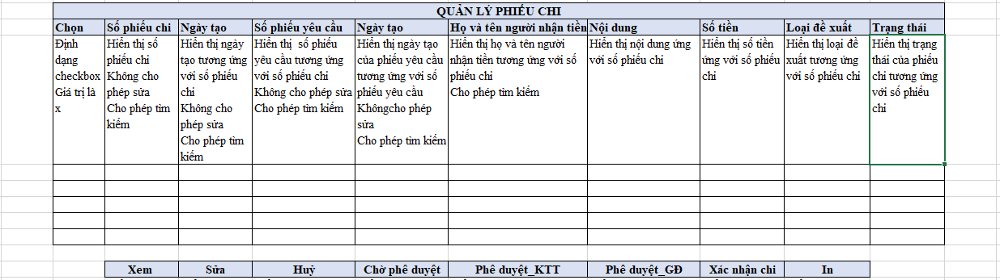 QUẢN LÝ PHIẾU CHI
Chọn Số phiếu chi Ngày tạo Số phiếu yêu cầu Ngày tạo Họ và tên người nhận tiền Nội dung Số tiền Loại đề xuất Trạng thái
Định
dạng
checkbox
Giá trị là
x
Hiển thị số
phiếu chi
Không cho
phép sửa
Cho phép tìm
kiếm
Hiển thị ngày
tạo tương ứng
với số phiếu
chi
Không cho
phép sửa
Cho phép tìm
kiếm
Hiển thị  số phiếu
yêu cầu tương ứng
với số phiếu chi
Không cho phép sửa
Cho phép tìm kiếm
Hiển thị ngày tạo
của phiếu yêu cầu
tương ứng với số
phiếu yêu cầu
Khôngcho phép
sửa
Cho phép tìm kiếm
Hiển thị họ và tên người
nhận tiền tương ứng với số
phiếu chi
Cho phép tìm kiếm
Hiển thị nội dung ứng
với số phiếu chi
Hiển thị số tiền
ứng với số phiếu
chi
Hiển thị loại đề
xuất tương ứng
với số phiếu chi
Hiển thị trạng
thái của phiếu
chi tương ứng
với số phiếu
chi
Xem Sửa Huỷ Chờ phê duyệt Phê duyệt_KTT Phê duyệt_GĐ Xác nhận chi In